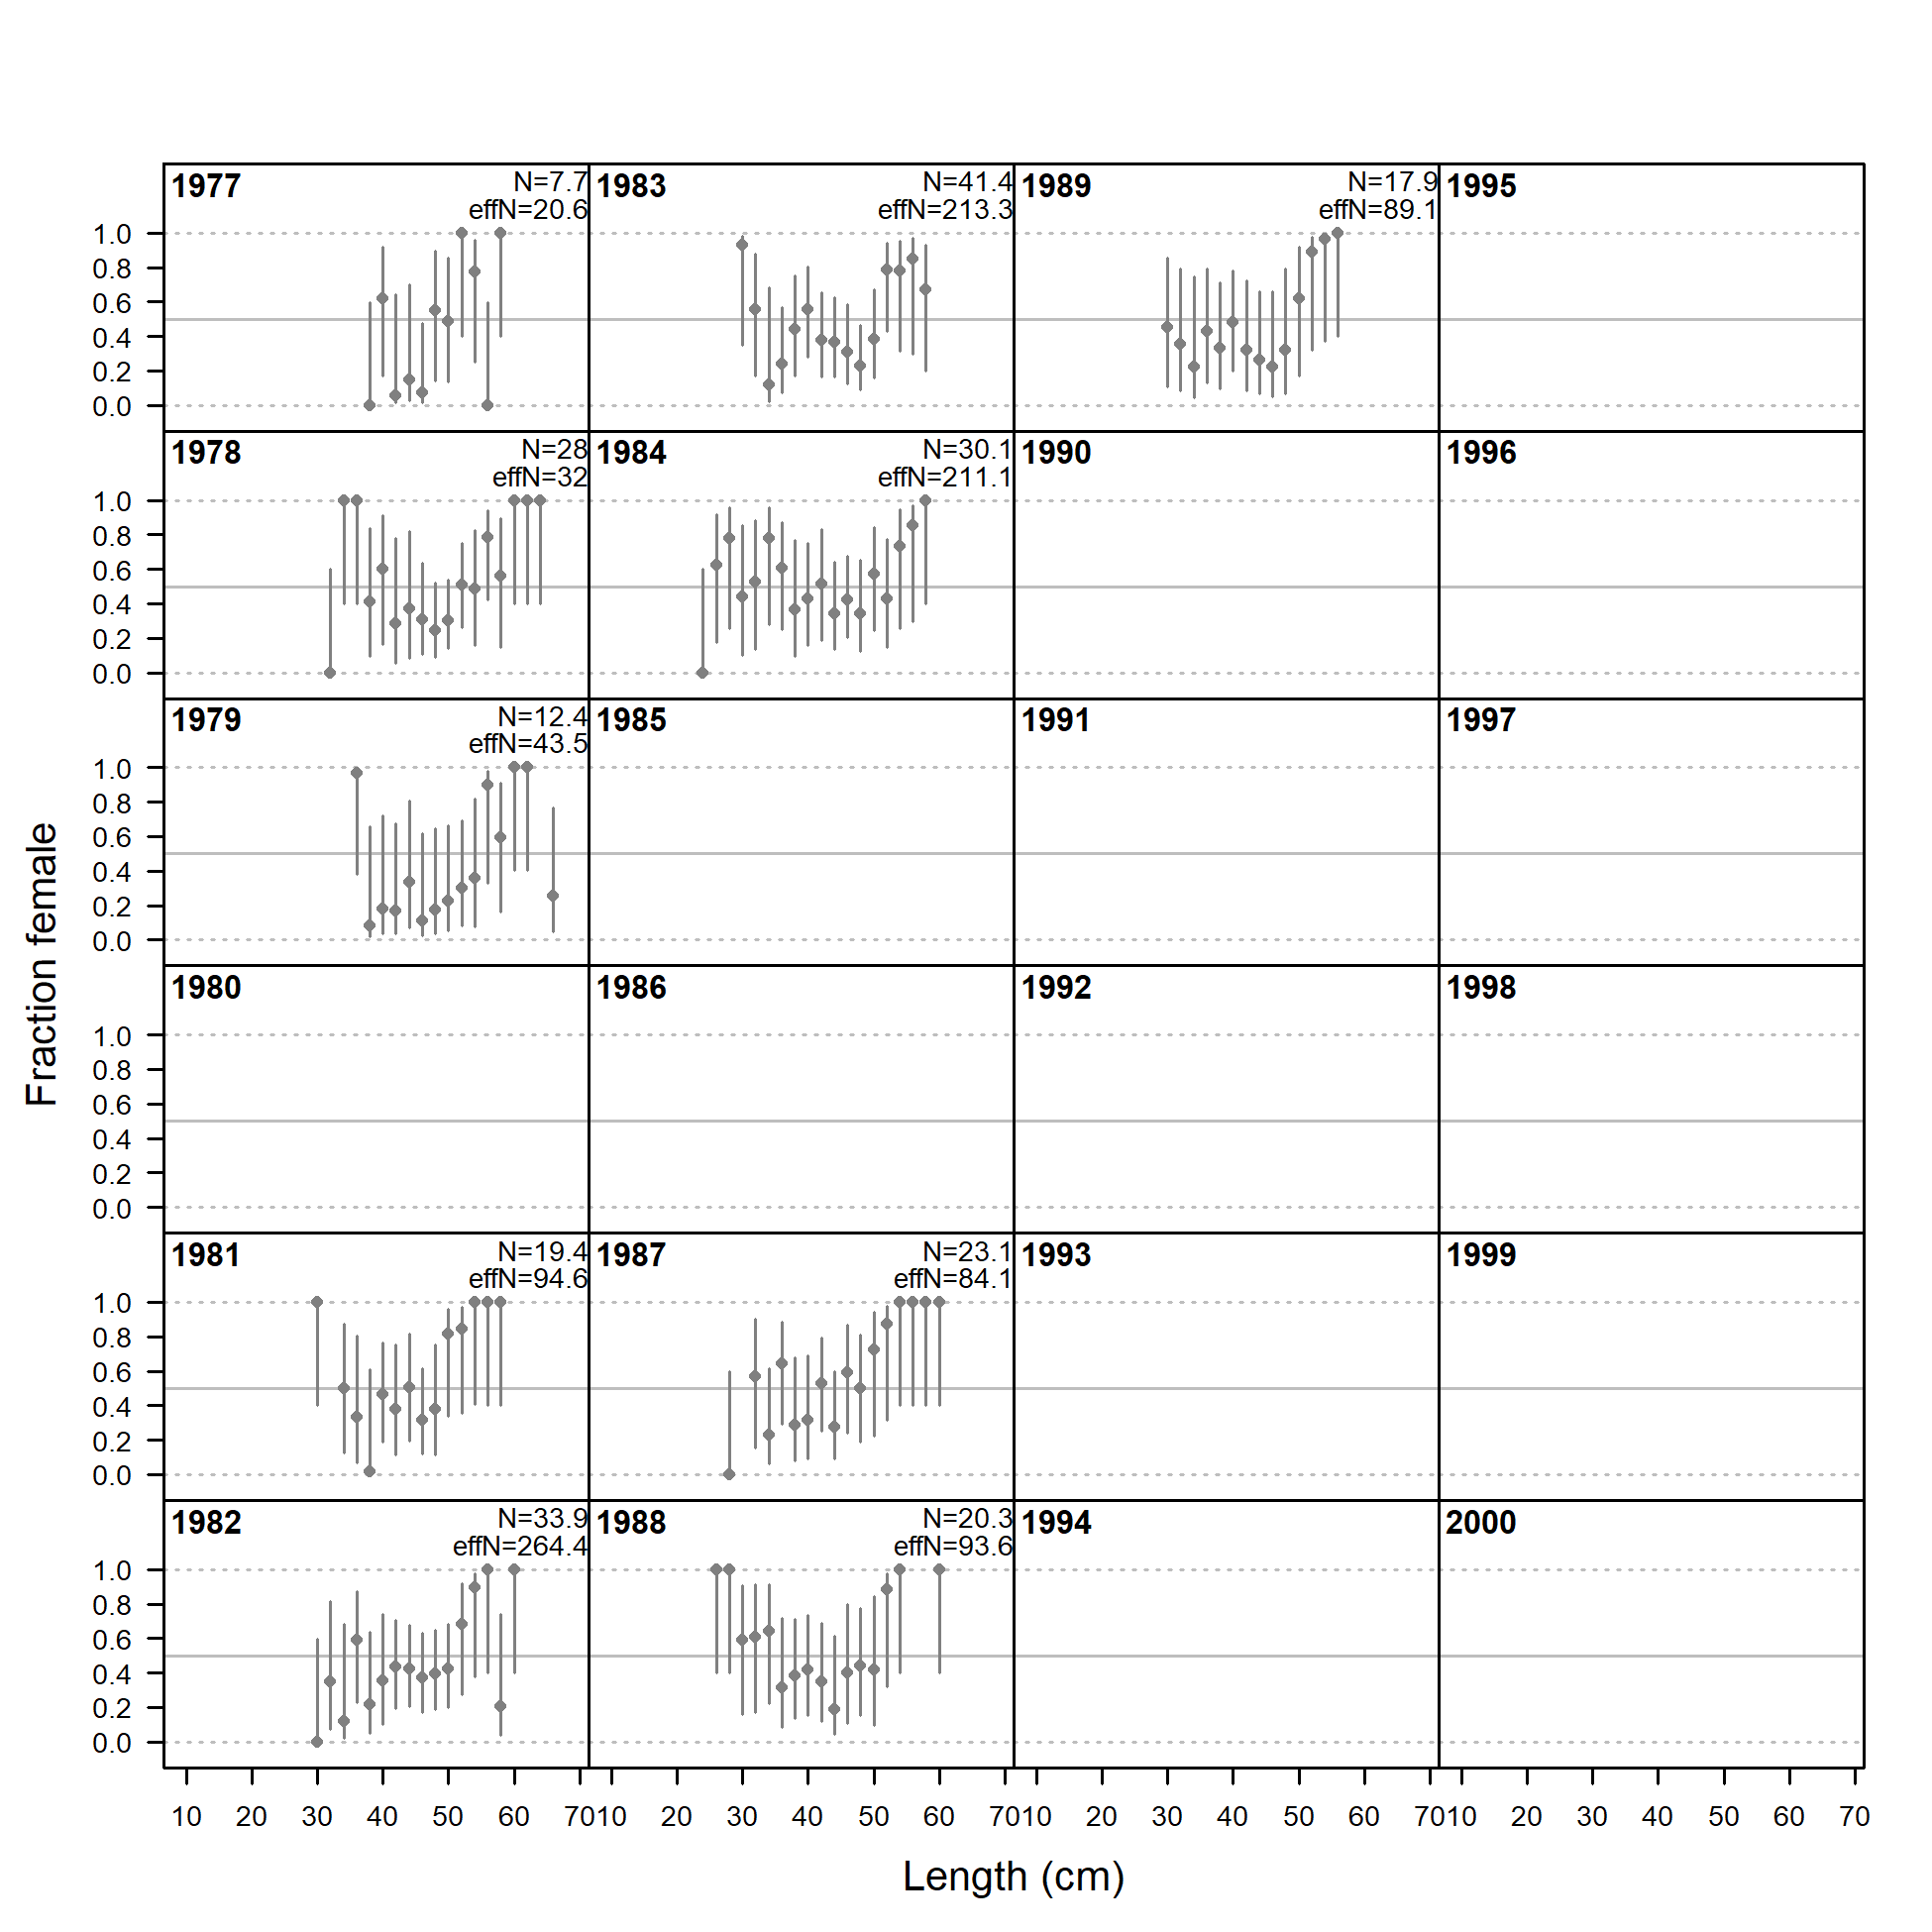 1977 N=7.7 1983 N=41.4 1989 N=17.9 1995
effN=20.6 effN=213.3 effN=89.1
1.0
0.8
0.6
0.4
0.2
0.0
1978 N=28 1984 N=30.1 1990 1996
effN=32 effN=211.1
1.0
0.8
0.6
0.4
0.2
0.0
1979 N=12.4 1985 1991 1997
effN=43.5
1.0
0.8
0.6
0.4
0.2
0.0
1980 1986 1992 1998
1.0
0.8
0.6
0.4
0.2
0.0
1981 N=19.4 1987 N=23.1 1993 1999
effN=94.6 effN=84.1
1.0
0.8
0.6
0.4
0.2
0.0
1982 N=33.9 1988 N=20.3 1994 2000
effN=264.4 effN=93.6
1.0
0.8
0.6
0.4
0.2
0.0
Fraction female
10 20 30 40 50 60 70 10 20 30 40 50 60 70 10 20 30 40 50 60 70 10 20 30 40 50 60 70
Length (cm)